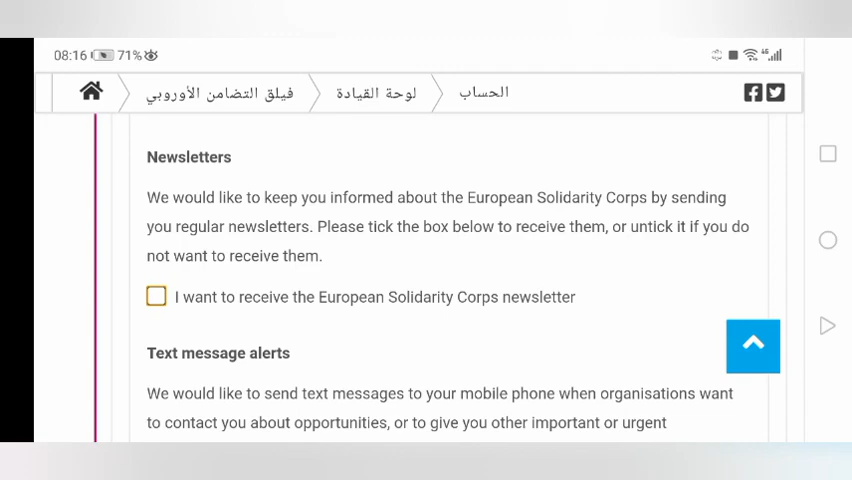 08:16 71%
4G
فيلق التضامن الأوروبي
لوحة القيادة
الحساب
Newsletters
We would like to keep you informed about the European Solidarity Corps by sending
you regular newsletters. Please tick the box below to receive them, or untick it if you do
not want to receive them.
I want to receive the European Solidarity Corps newsletter
Text message alerts
We would like to send text messages to your mobile phone when organisations want
to contact you about opportunities, or to give you other important or urgent